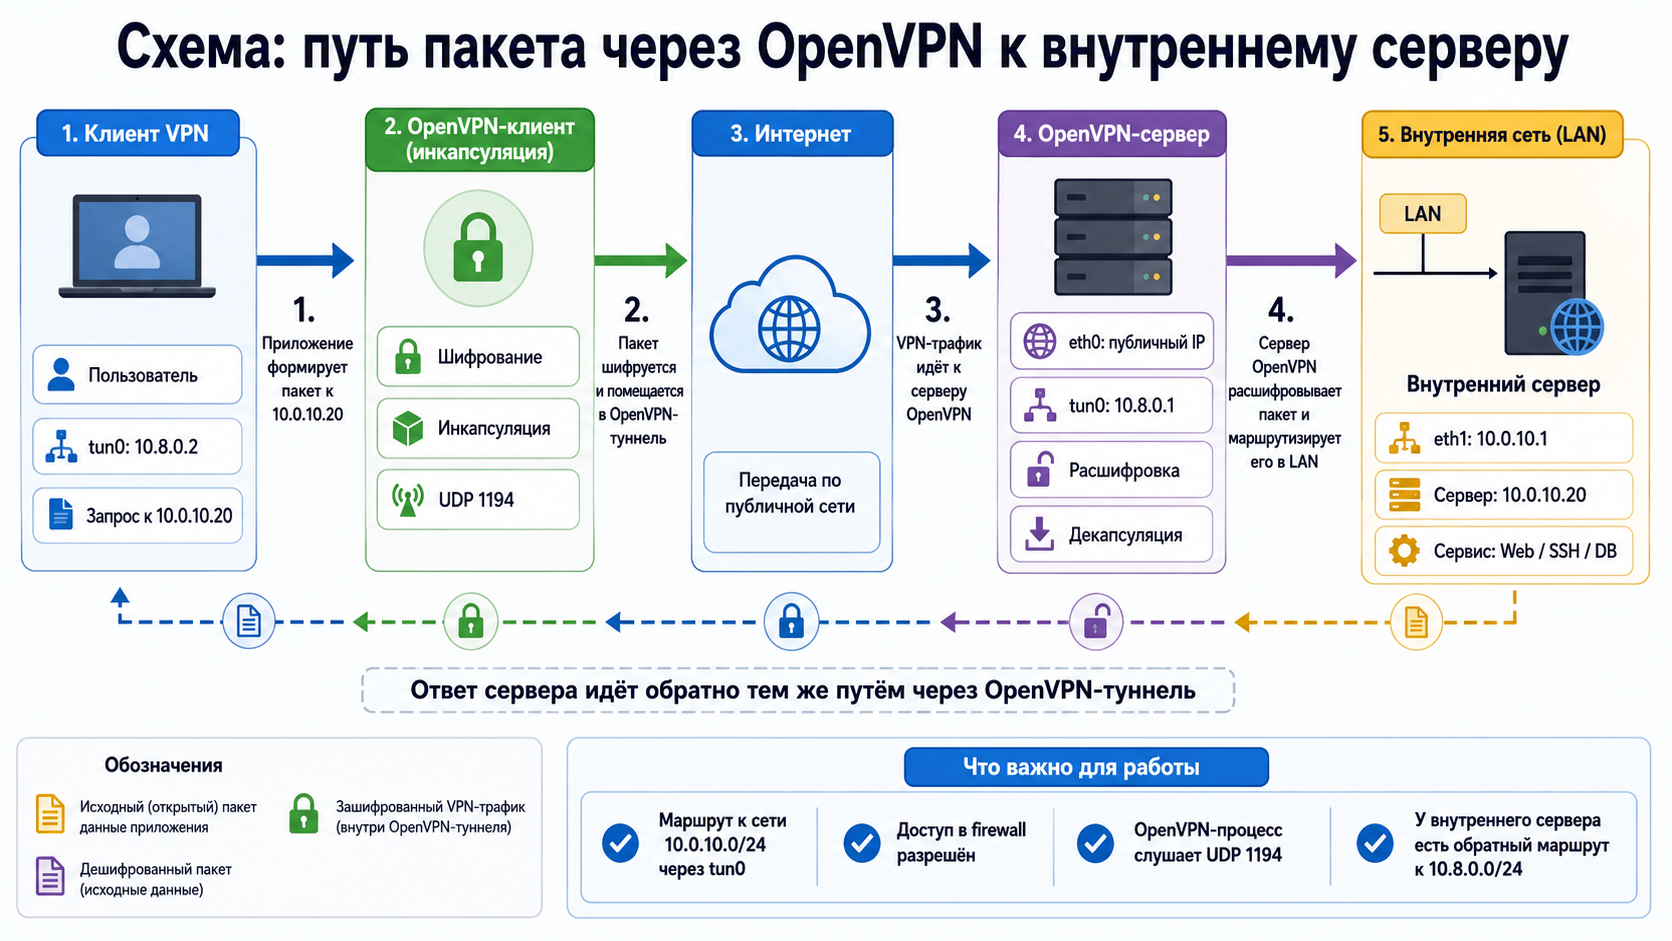 Схема: путь пакета через OpenVPN к внутреннему серверу
1. Клиент VPN
Пользователь
tun0: 10.8.0.2
Запрос к 10.0.10.20
1.
Приложение
формирует
пакет к
10.0.10.20
2. OpenVPN-клиент
(инкапсуляция)
Шифрование
Инкапсуляция
UDP 1194
2.
Пакет
шифруется
и помещается
в OpenVPN-
туннель
3. Интернет
Передача по
публичной сети
3.
VPN-трафик
идёт к
серверу
OpenVPN
4. OpenVPN-сервер
eth0: публичный IP
tun0: 10.8.0.1
Расшифровка
Декапсуляция
4.
Сервер
OpenVPN
расшифровывает
пакет и
маршрутизирует
его в LAN
5. Внутренняя сеть (LAN)
LAN
Внутренний сервер
eth1: 10.0.10.1
Сервер: 10.0.10.20
Сервис: Web / SSH / DB
Ответ сервера идёт обратно тем же путём через OpenVPN-туннель
Обозначения
Исходный (открытый) пакет
данные приложения
Зашифрованный VPN-трафик
(внутри OpenVPN-туннеля)
Дешифрованный пакет
(исходные данные)
Что важно для работы
Маршрут к сети
10.0.10.0/24
через tun0
Доступ в firewall
разрешён
OpenVPN-процесс
слушает UDP 1194
У внутреннего сервера
есть обратный маршрут
к 10.8.0.0/24